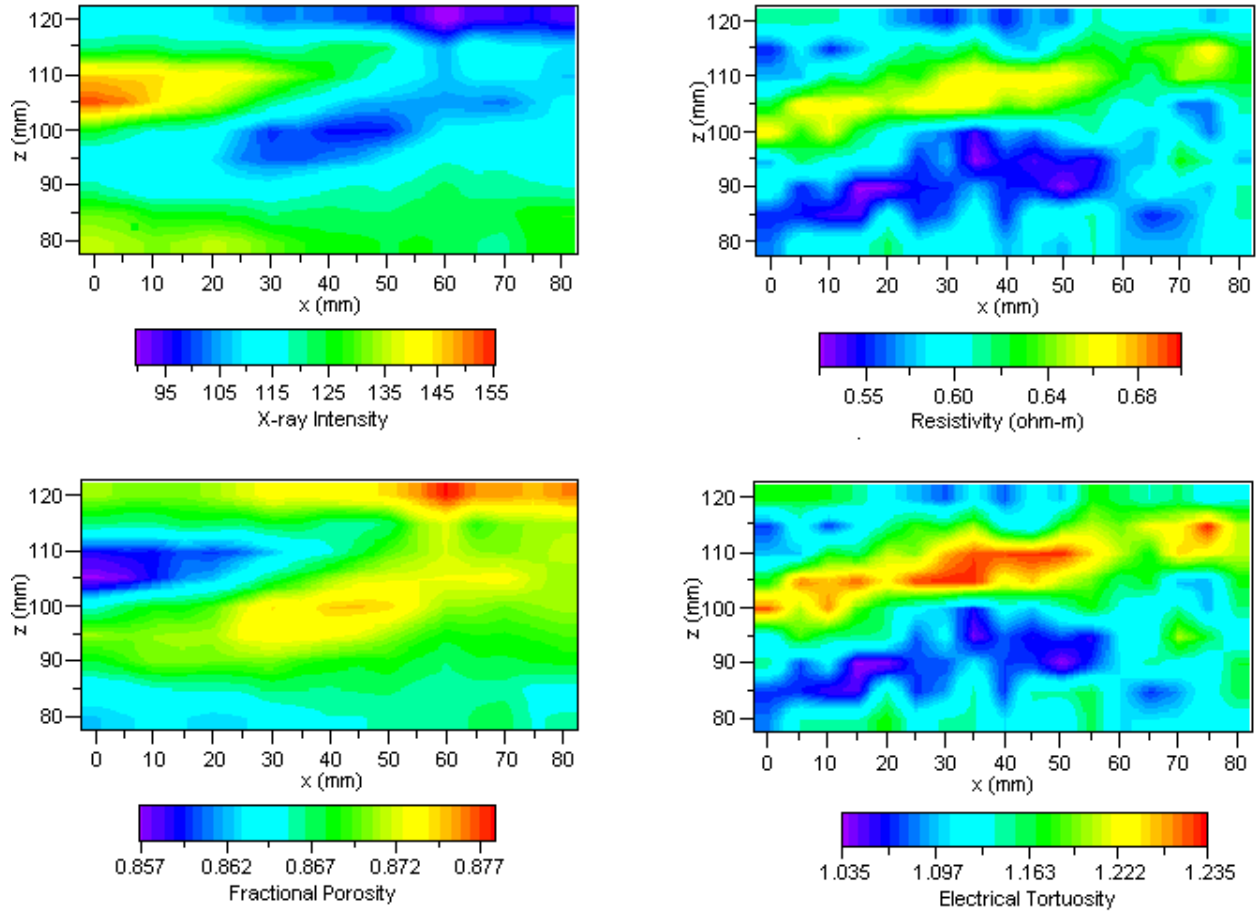 120
110
100
90
80
z (mm)
0 10 20 30 40 50 60 70 80
x (mm)
95 105 115 125 135 145 155
X-ray Intensity
120
110
100
90
80
z (mm)
0 10 20 30 40 50 60 70 80
x (mm)
0.55 0.60 0.64 0.68
Resistivity (ohm-m)
120
110
100
90
80
z (mm)
0 10 20 30 40 50 60 70 80
x (mm)
0.857 0.862 0.867 0.872 0.877
Fractional Porosity
120
110
100
90
80
z (mm)
0 10 20 30 40 50 60 70 80
x (mm)
1.035 1.097 1.163 1.222 1.235
Electrical Tortuosity